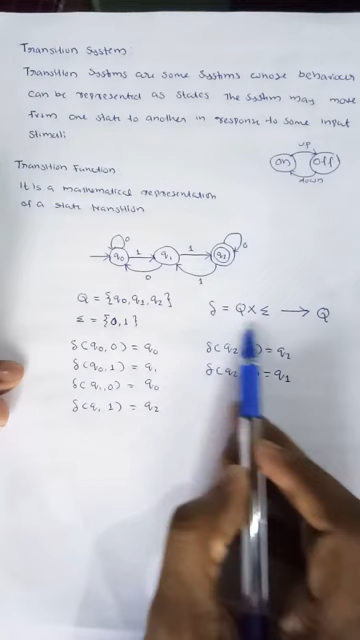 Transition System:
Transition Systems are some Systems whose behaviour
can be represented as States The System may move
from one state to another in response to some input
Stimuli
up
on off
down
Transition Function
It is a mathematical representation
of a state transition.
0 0
q0 1 q1 1 q2
0 1
Q = {q0, q1, q2}
Σ = {0, 1}
δ = Q × Σ → Q
δ(q0, 0) = q0
δ(q0, 1) = q1
δ(q1, 0) = q0
δ(q1, 1) = q2
δ(q2 ) = q2
δ(q2 ) = q1